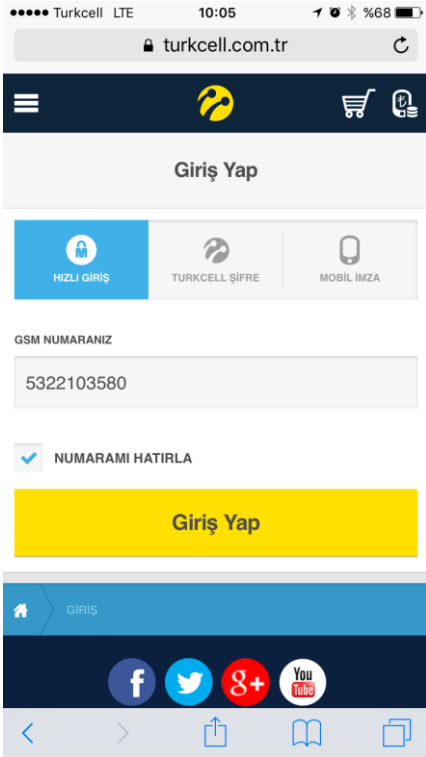 Turkcell LTE 10:05 %68
turkcell.com.tr
Giriş Yap
HIZLI GİRİŞ TURKCELL ŞİFRE MOBİL İMZA
GSM NUMARANIZ
5322103580
NUMARAMI HATIRLA
Giriş Yap
GİRİŞ
f g+ You Tube